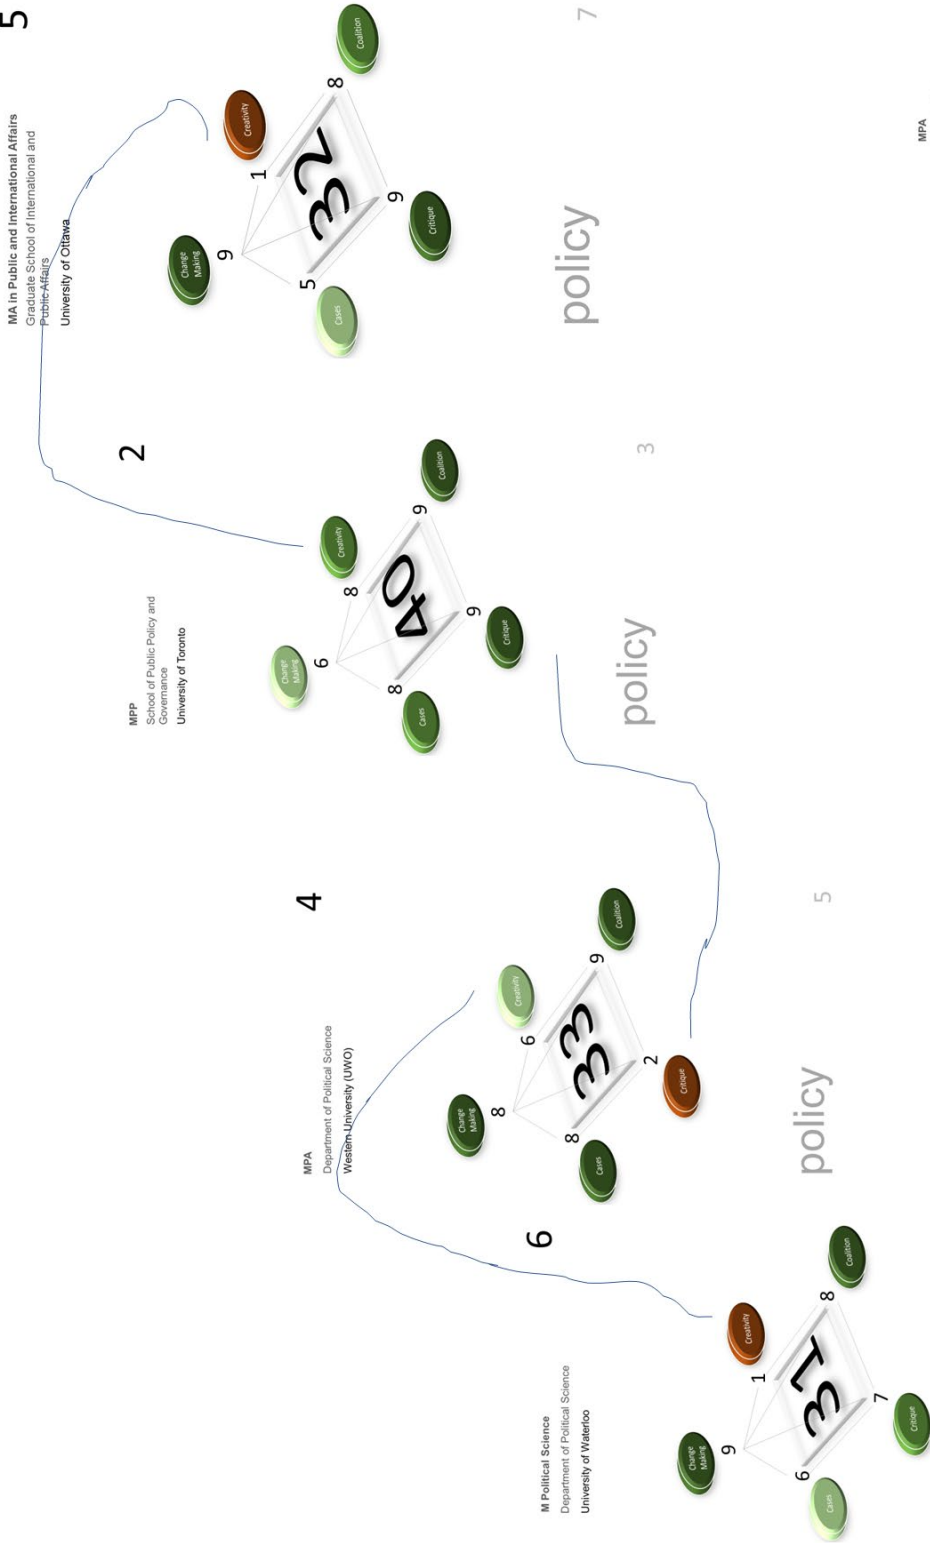 5
MA in Public and International Affairs
Graduate School of International and
Public Affairs
University of Ottawa
Change
Making
9
Creativity
1
32
5
8
Cases
Coalition
9
Critique
policy
7
2
MPP
School of Public Policy and
Governance
University of Toronto
Change
Making
6
Creativity
8
40
8
9
Cases
Coalition
9
Critique
policy
3
4
MPA
Department of Political Science
Western University (UWO)
Change
Making
8
Creativity
6
33
8
9
Cases
Coalition
2
Critique
policy
5
6
M Political Science
Department of Political Science
University of Waterloo
Change
Making
9
Creativity
1
31
6
8
Cases
Coalition
7
Critique
MPA